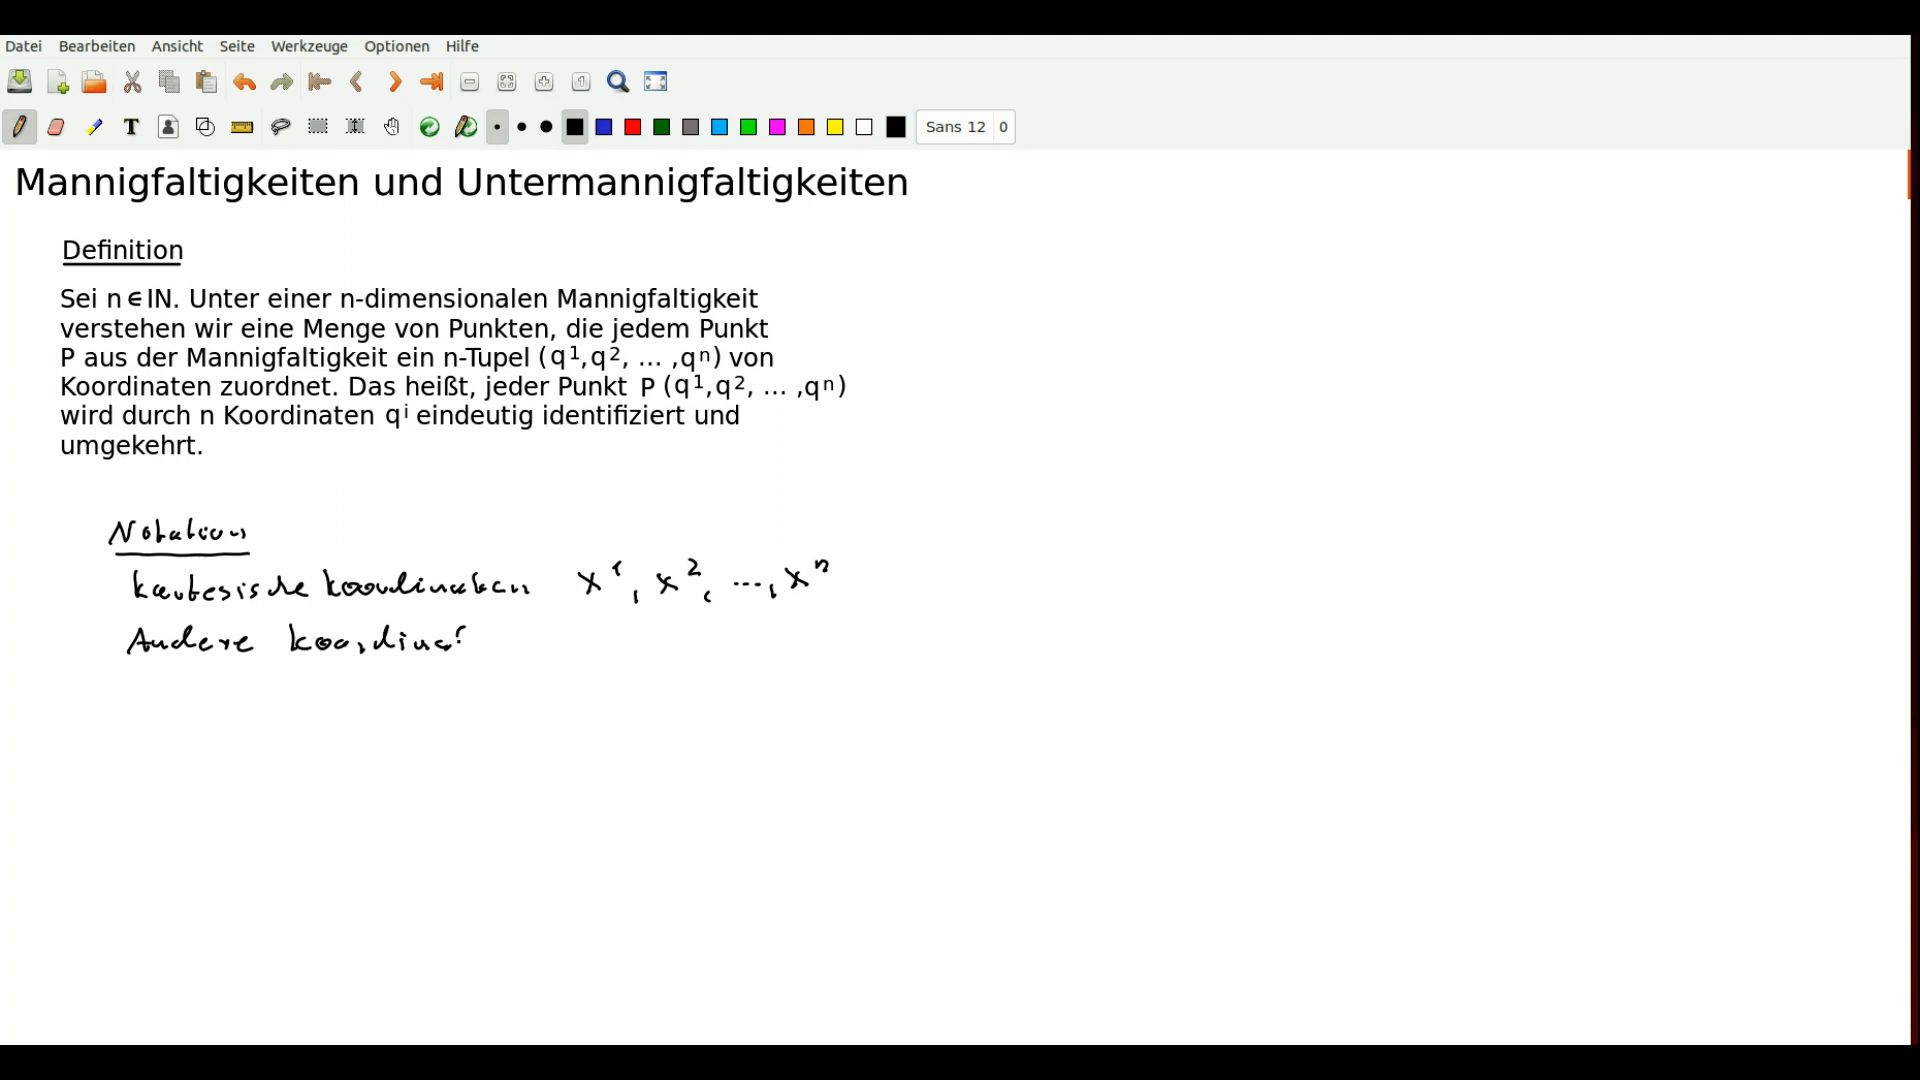 Datei Bearbeiten Ansicht Seite Werkzeuge Optionen Hilfe
T Sans 12 0
Mannigfaltigkeiten und Untermannigfaltigkeiten
Definition
Sei n ∈ IN. Unter einer n-dimensionalen Mannigfaltigkeit
verstehen wir eine Menge von Punkten, die jedem Punkt
P aus der Mannigfaltigkeit ein n-Tupel (q¹,q², ... ,qⁿ) von
Koordinaten zuordnet. Das heißt, jeder Punkt P (q¹,q², ... ,qⁿ)
wird durch n Koordinaten qⁱ eindeutig identifiziert und
umgekehrt.
Notation
kartesische Koordinaten x¹, x², ..., xⁿ
Andere Koordinat